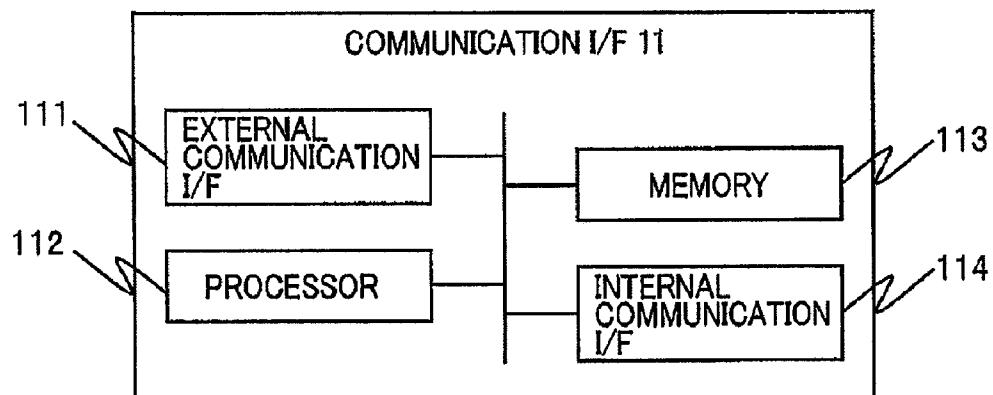 COMMUNICATION I/F 11
111
EXTERNAL
COMMUNICATION
I/F
113
MEMORY
112
PROCESSOR
114
INTERNAL
COMMUNICATION
I/F